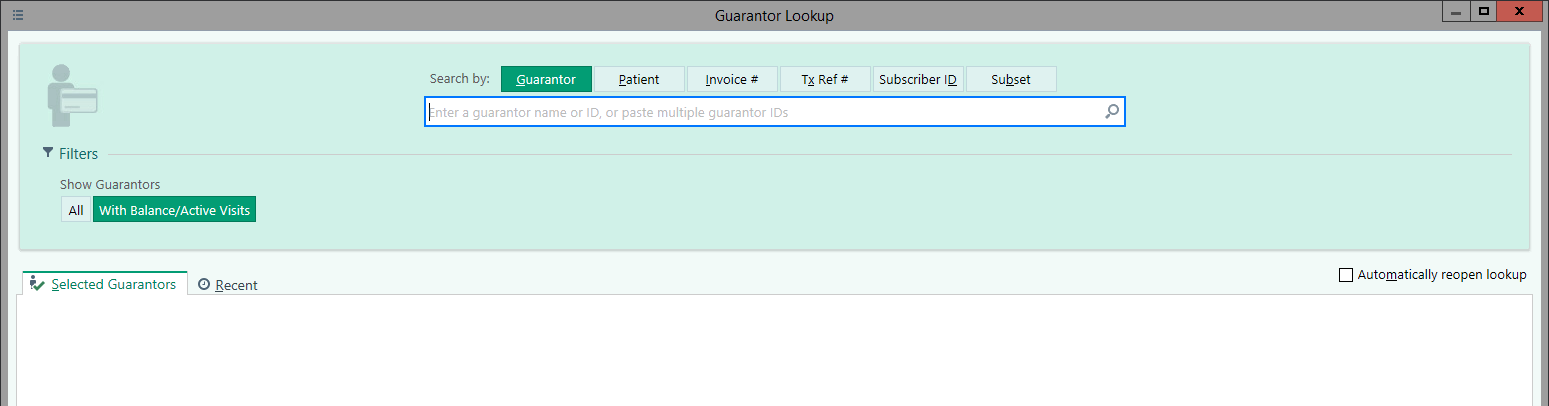 Guarantor Lookup
Search by: Guarantor Patient Invoice # Tx Ref # Subscriber ID Subset
Enter a guarantor name or ID, or paste multiple guarantor IDs
Filters
Show Guarantors
All With Balance/Active Visits
Selected Guarantors Recent Automatically reopen lookup